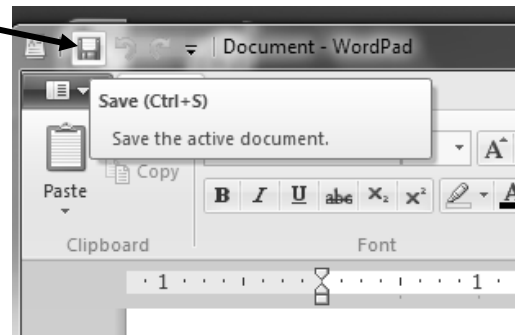 Document - WordPad
Save (Ctrl+S)
Save the active document.
Paste
Copy
B I U abc X₂ X² A
A
Clipboard
Font
1 1